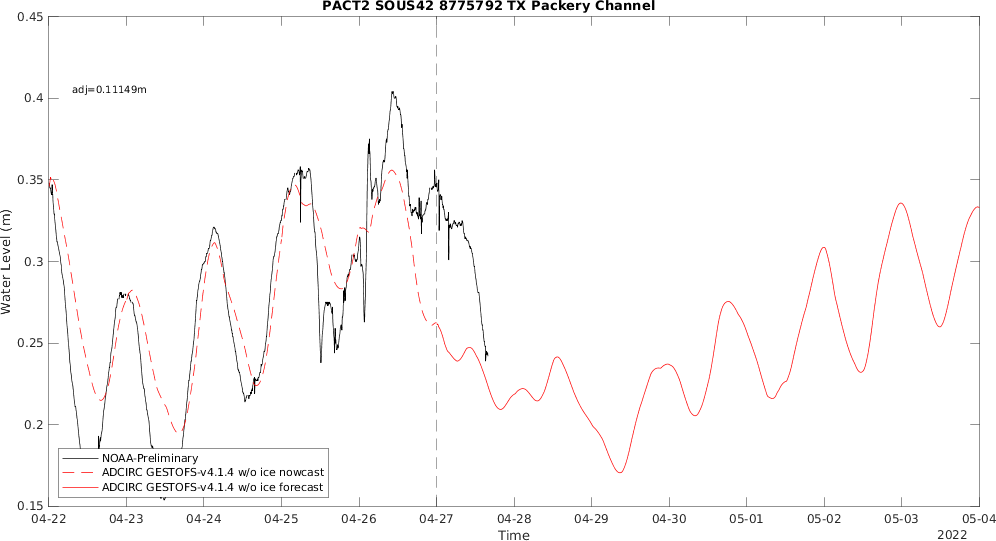 PACT2 SOUS42 8775792 TX Packery Channel
0.45
adj=0.11149m
0.4
0.35
0.3
0.25
0.2
0.15
Water Level (m)
NOAA-Preliminary
ADCIRC GESTOFS-v4.1.4 w/o ice nowcast
ADCIRC GESTOFS-v4.1.4 w/o ice forecast
04-22 04-23 04-24 04-25 04-26 04-27 04-28 04-29 04-30 05-01 05-02 05-03 05-04
Time
2022